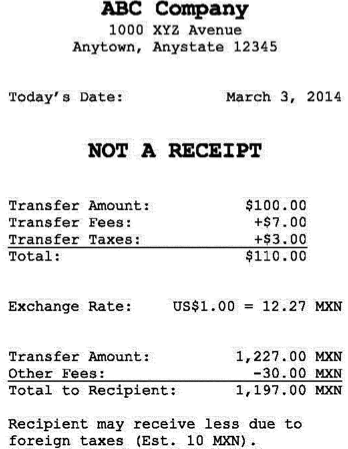 ABC Company
1000 XYZ Avenue
Anytown, Anystate 12345
Today's Date: March 3, 2014
NOT A RECEIPT
Transfer Amount: $100.00
Transfer Fees: +$7.00
Transfer Taxes: +$3.00
Total: $110.00
Exchange Rate: US$1.00 = 12.27 MXN
Transfer Amount: 1,227.00 MXN
Other Fees: -30.00 MXN
Total to Recipient: 1,197.00 MXN
Recipient may receive less due to
foreign taxes (Est. 10 MXN).